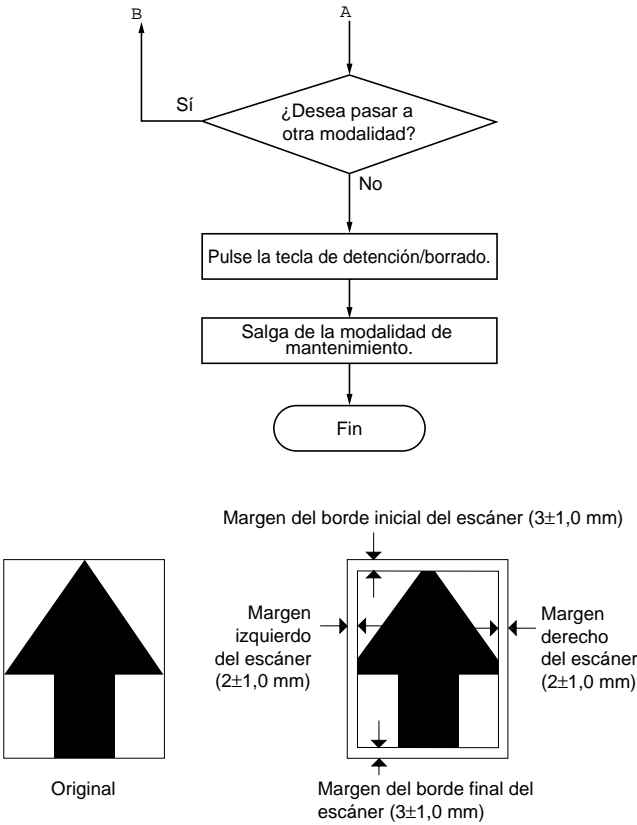 B
A
Sí
¿Desea pasar a
otra modalidad?
No
Pulse la tecla de detención/borrado.
Salga de la modalidad de
mantenimiento.
Fin
Margen del borde inicial del escáner (3±1,0 mm)
Margen
izquierdo
del escáner
(2±1,0 mm)
Margen
derecho
del escáner
(2±1,0 mm)
Original
Margen del borde final del
escáner (3±1,0 mm)